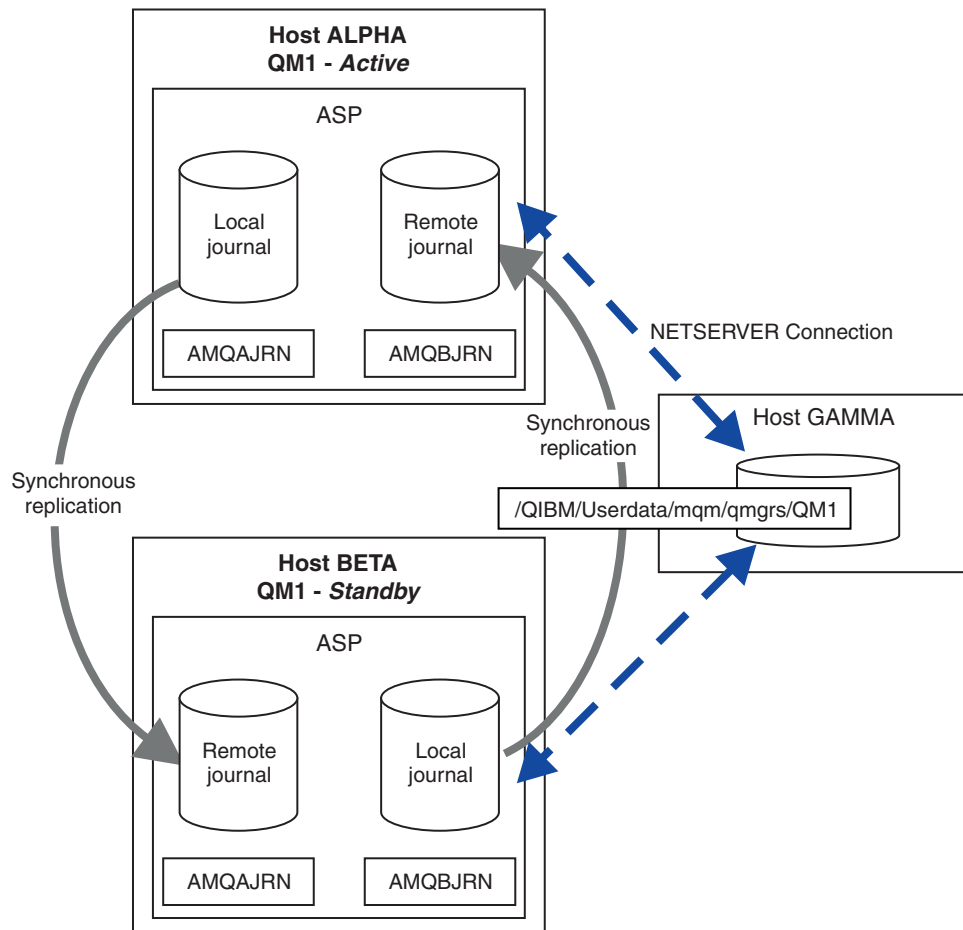 Host ALPHA
QM1 - Active
ASP
Local
journal
Remote
journal
AMQAJRN
AMQBJRN
NETSERVER Connection
Host GAMMA
Synchronous
replication
Synchronous
replication
/QIBM/Userdata/mqm/qmgrs/QM1
Host BETA
QM1 - Standby
ASP
Remote
journal
Local
journal
AMQAJRN
AMQBJRN